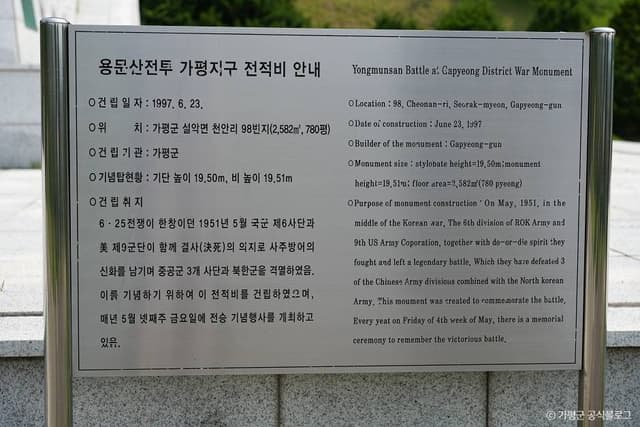 용문산전투 가평지구 전적비 안내
○건 립 일 자 : 1997. 6. 23.
○위 치 : 가평군 설악면 천안리 98번지(2,582㎡, 780평)
○건 립 기 관 : 가평군
○기념탑현황 : 기단 높이 19,50m, 비 높이 19,51m
○건 립 취 지
6·25전쟁이 한창이던 1951년 5월 국군 제6사단과
美 제9군단이 함께 결사(決死)의 의지로 사주방어의
신화를 남기며 중공군 3개 사단과 북한군을 격멸하였음.
이를 기념하기 위하여 이 전적비를 건립하였으며,
매년 5월 넷째주 금요일에 전승 기념행사를 개최하고
있음.
Yongmunsan Battle at Gapyeong District War Monument
○Location : 98, Cheonan-ri, Seorak-myeon, Gapyeong-gun
○Date of construction : June 23, 1997
○Builder of the monument : Gapyeong-gun
○Monument size : stylobate height=19,50m:monument
height=19,51m: floor area=2,582㎡(780 pyeong)
○Purpose of monument construction : On May, 1951, in the
middle of the Korean war, The 6th division of ROK Army and
9th US Army Coporation, together with do-or-die spirit they
fought and left a legendary battle. Which they have defeated 3
of the Chinese Army divisions combined with the North korean
Army. This mounment was created to commemorate the battle.
Every year on Friday of 4th week of May, there is a memorial
ceremony to remember the victorious battle.
© 가평군 공식블로그